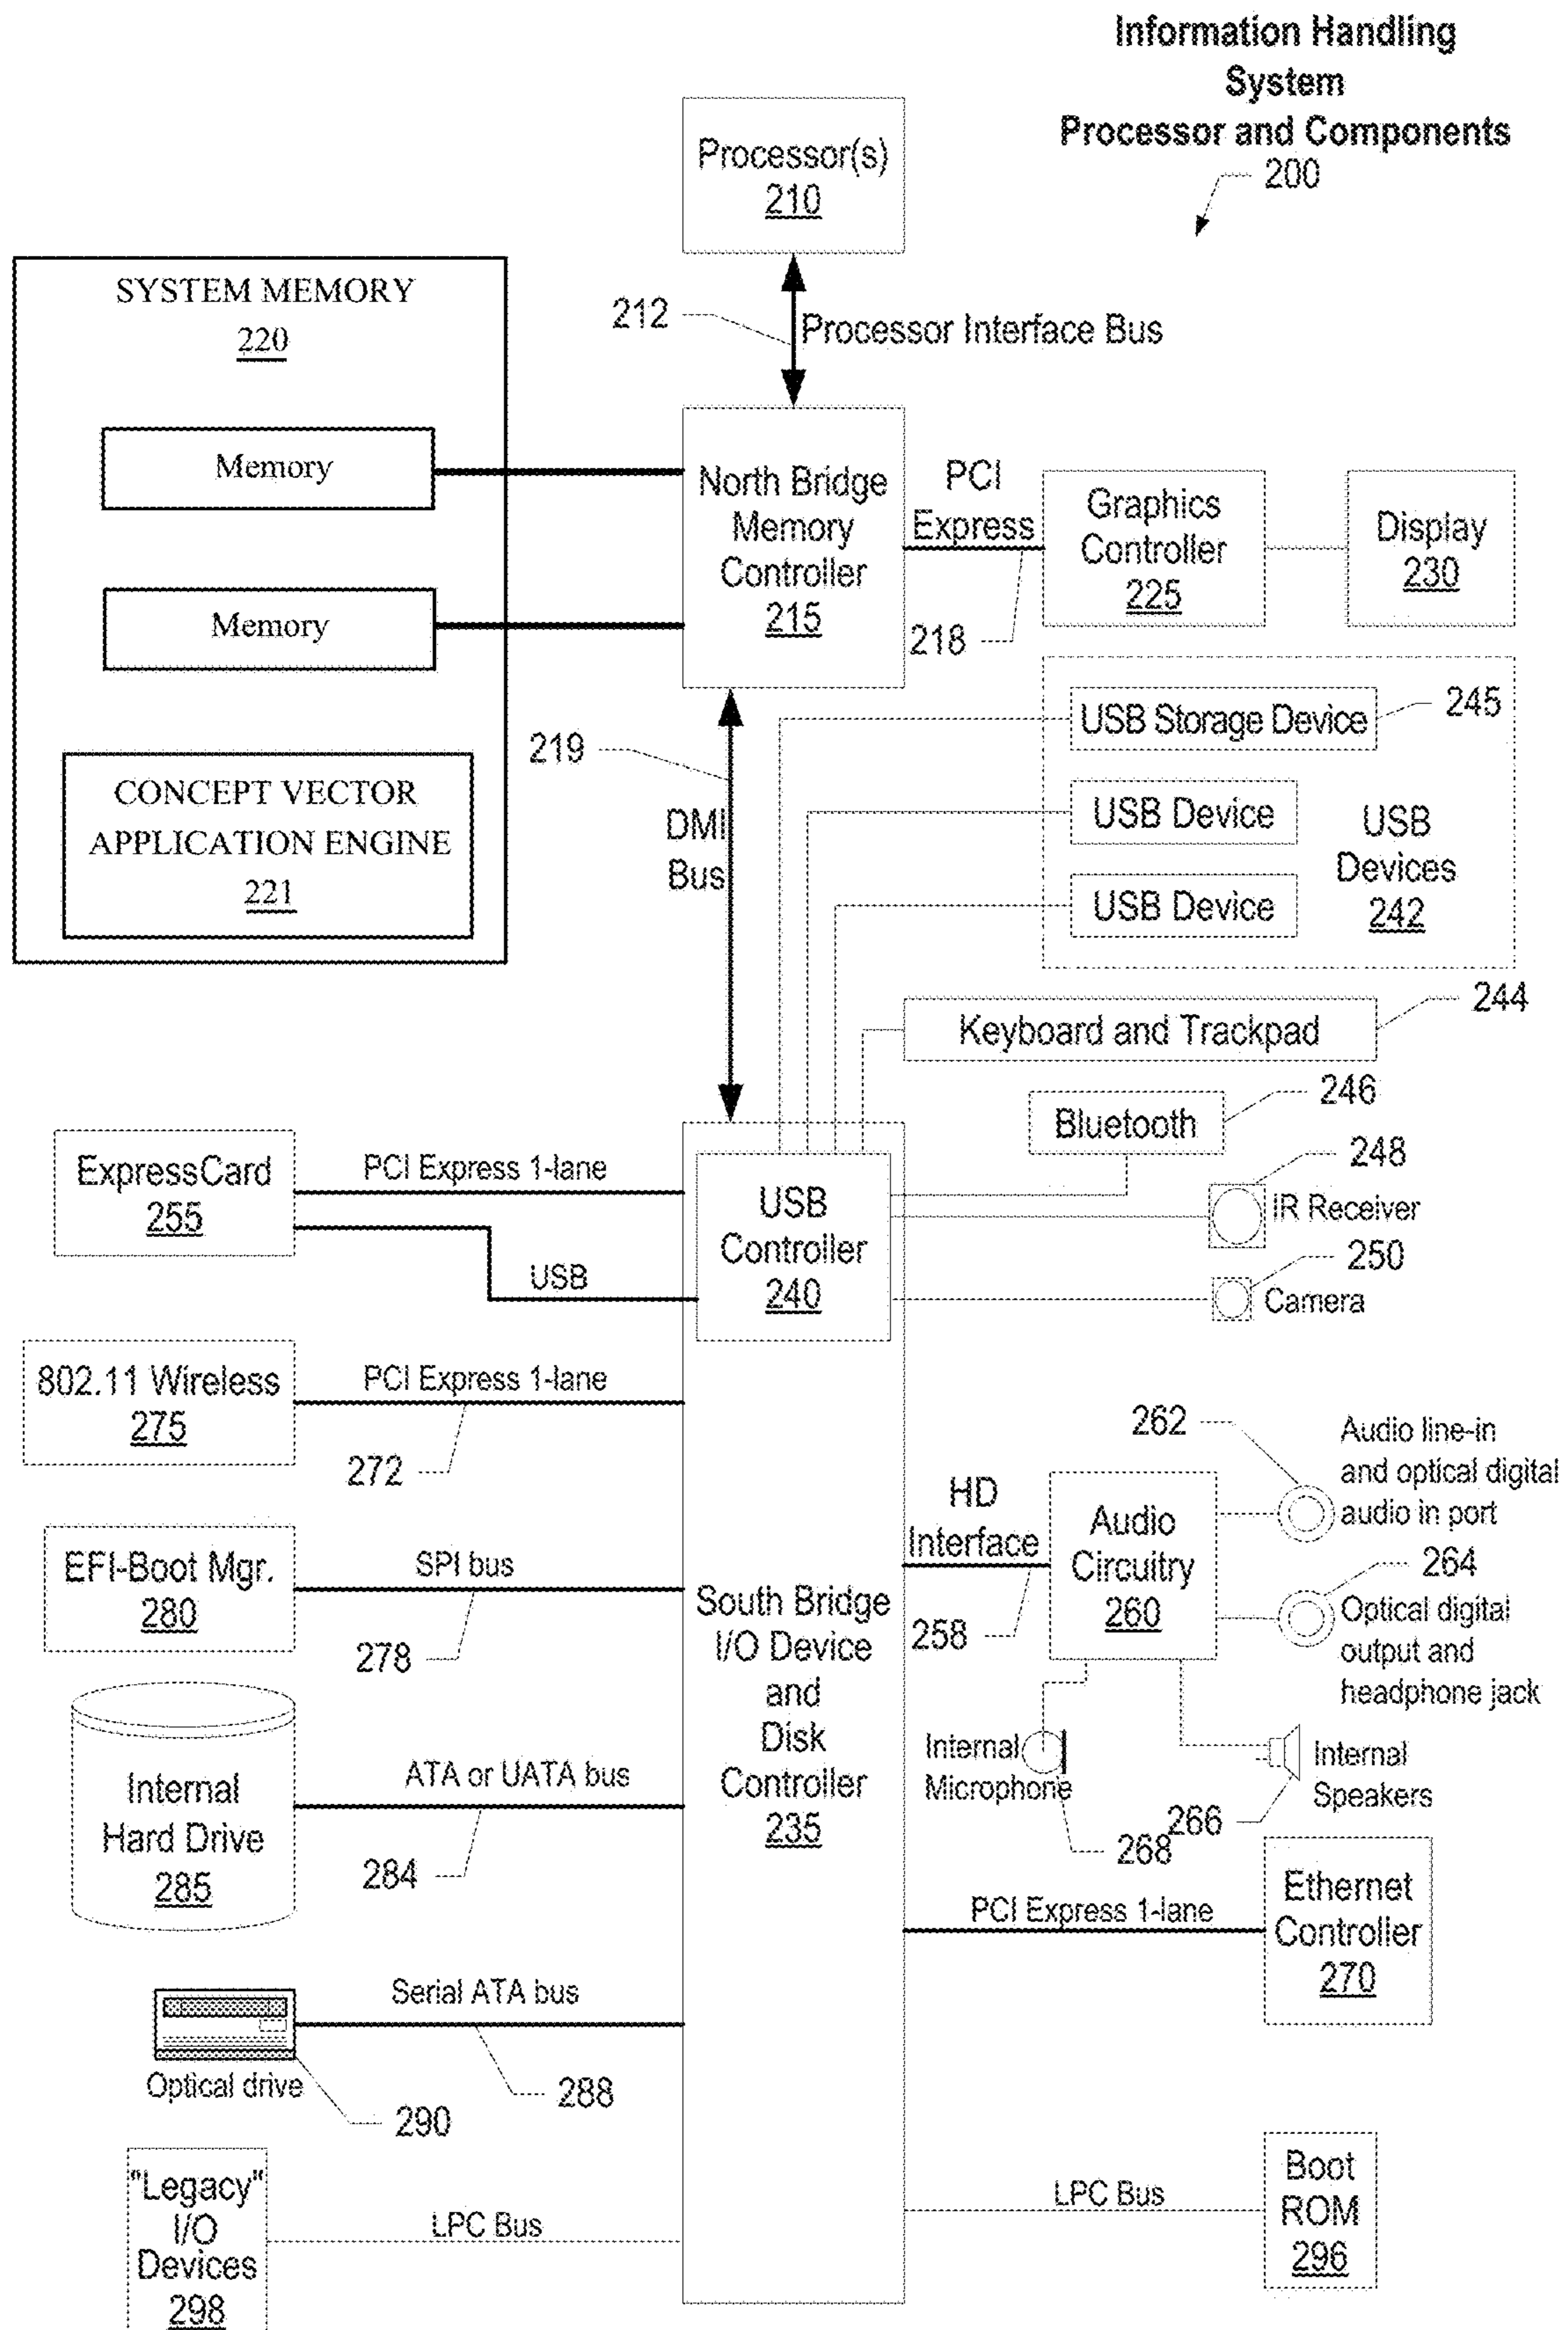 Information Handling
System
Processor and Components
200
Processor(s)
210
212
Processor Interface Bus
SYSTEM MEMORY
220
Memory
Memory
CONCEPT VECTOR
APPLICATION ENGINE
221
North Bridge
Memory
Controller
215
PCI
Express
218
Graphics
Controller
225
Display
230
219
DMI
Bus
USB Storage Device
245
USB Device
USB Device
USB
Devices
242
Keyboard and Trackpad
244
Bluetooth
246
248
IR Receiver
250
Camera
ExpressCard
255
PCI Express 1-lane
USB
USB
Controller
240
802.11 Wireless
275
PCI Express 1-lane
272
EFI-Boot Mgr.
280
SPI bus
278
Internal
Hard Drive
285
ATA or UATA bus
284
South Bridge
I/O Device
and
Disk
Controller
235
HD
Interface
258
Audio
Circuitry
260
262
Audio line-in
and optical digital
audio in port
264
Optical digital
output and
headphone jack
Internal
Microphone
268
266
Internal
Speakers
PCI Express 1-lane
Ethernet
Controller
270
Optical drive
290
Serial ATA bus
288
"Legacy"
I/O
Devices
298
LPC Bus
LPC Bus
Boot
ROM
296